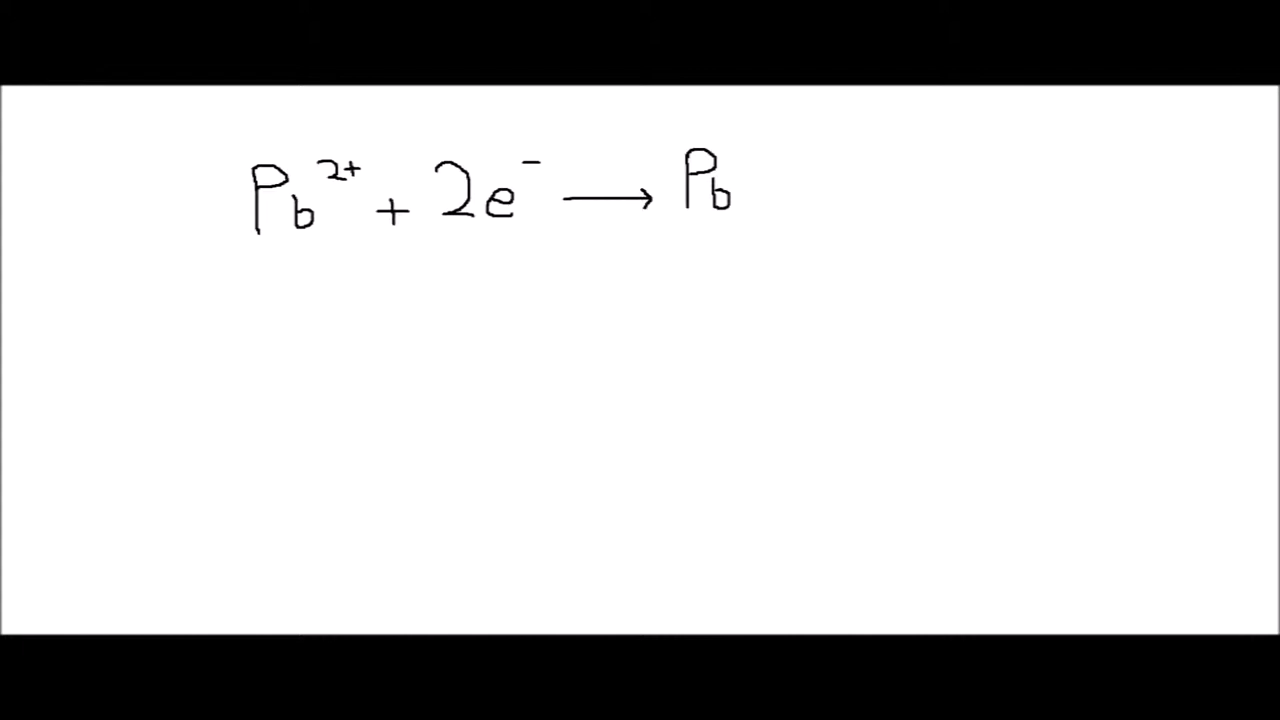 Pb²⁺ + 2e⁻ ⟶ Pb